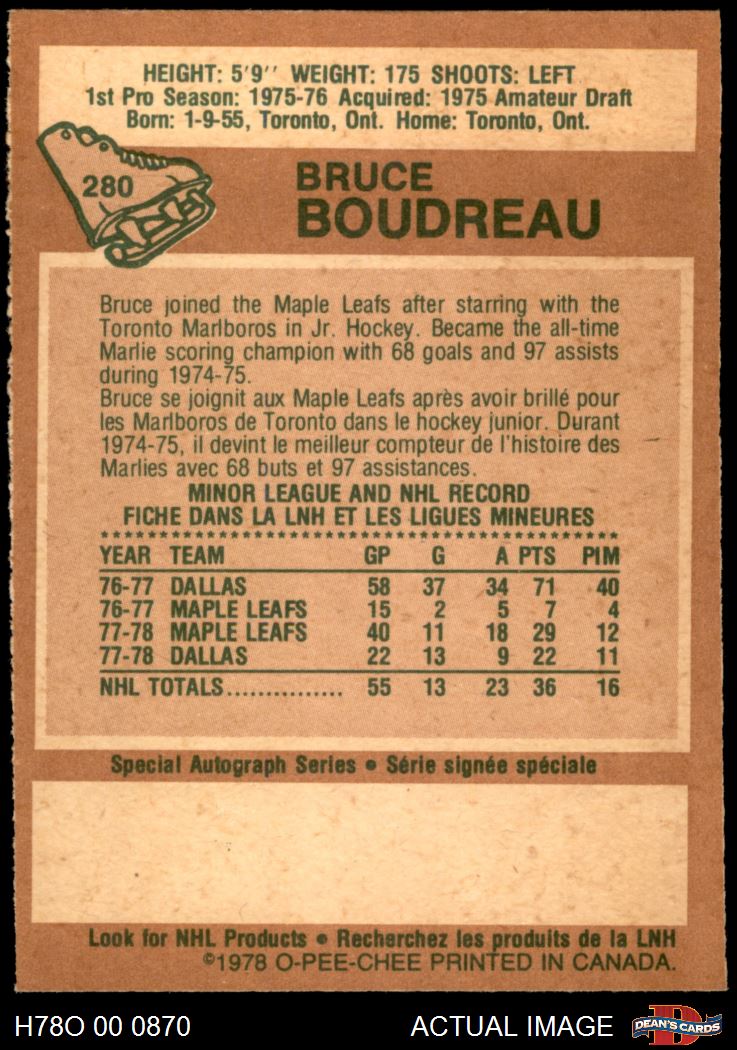 HEIGHT: 5'9'' WEIGHT: 175 SHOOTS: LEFT
1st Pro Season: 1975-76 Acquired: 1975 Amateur Draft
Born: 1-9-55, Toronto, Ont. Home: Toronto, Ont.
280
BRUCE
BOUDREAU
Bruce joined the Maple Leafs after starring with the
Toronto Marlboros in Jr. Hockey. Became the all-time
Marlie scoring champion with 68 goals and 97 assists
during 1974-75.
Bruce se joignit aux Maple Leafs après avoir brillé pour
les Marlboros de Toronto dans le hockey junior. Durant
1974-75, il devint le meilleur compteur de l'histoire des
Marlies avec 68 buts et 97 assistances.
MINOR LEAGUE AND NHL RECORD
FICHE DANS LA LNH ET LES LIGUES MINEURES
YEAR TEAM GP G A PTS PIM
76-77 DALLAS 58 37 34 71 40
76-77 MAPLE LEAFS 15 2 5 7 4
77-78 MAPLE LEAFS 40 11 18 29 12
77-78 DALLAS 22 13 9 22 11
NHL TOTALS............... 55 13 23 36 16
Special Autograph Series • Série signée spéciale
Look for NHL Products • Recherchez les produits de la LNH
©1978 O-PEE-CHEE PRINTED IN CANADA.
H78O 00 0870 ACTUAL IMAGE D DEAN'S CARDS